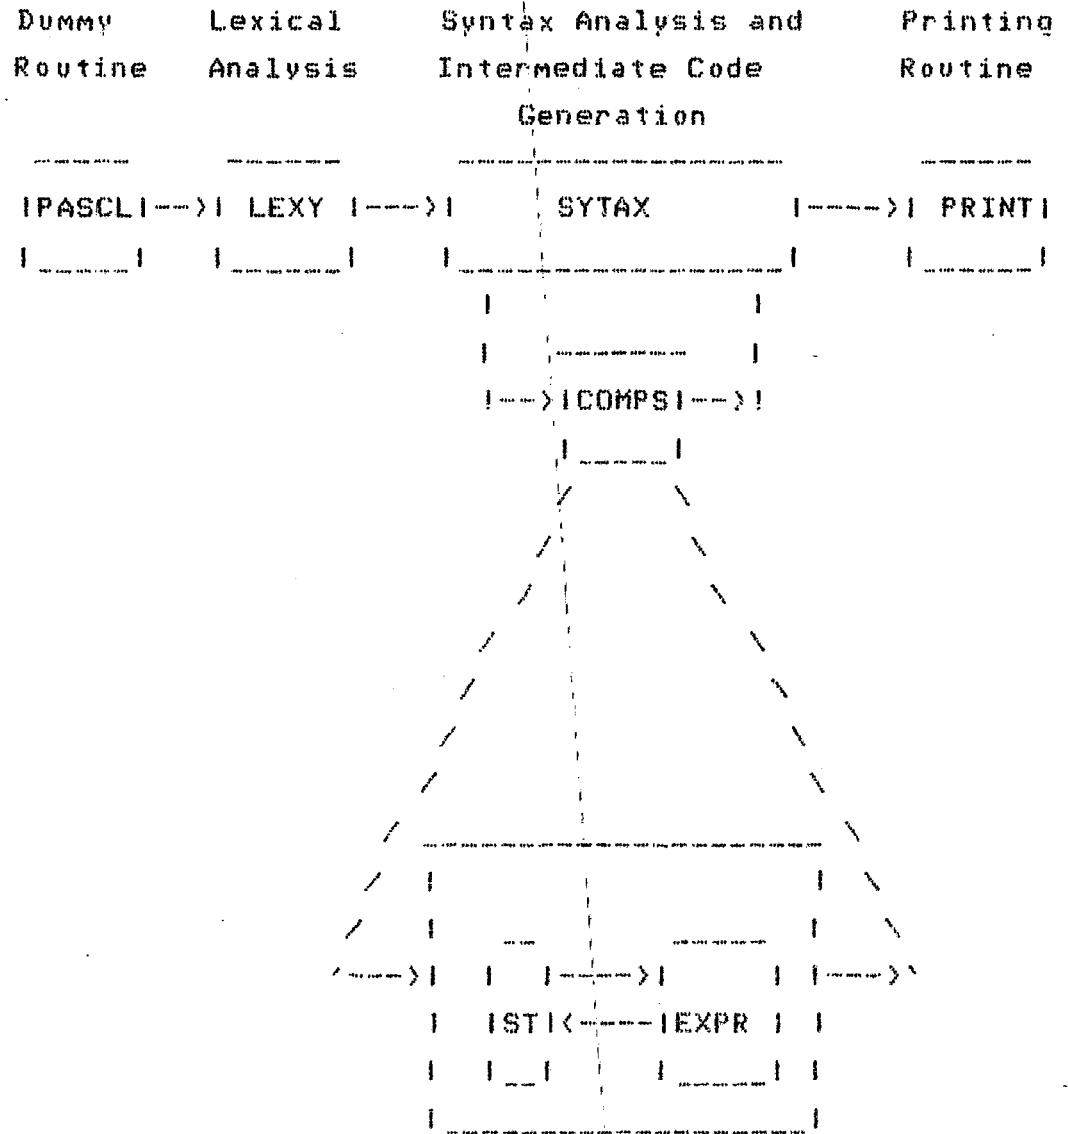 Dummy Lexical Syntax Analysis and Printing
Routine Analysis Intermediate Code Routine
Generation
PASCL LEXY SYTAX PRINT
COMPS
ST EXPR